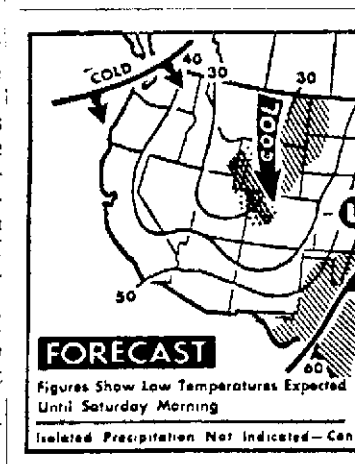 COLD
40
30
30
COOL
50
60
FORECAST
Figures Show Low Temperatures Expected
Until Saturday Morning
Isolated Precipitation Not Indicated—Con